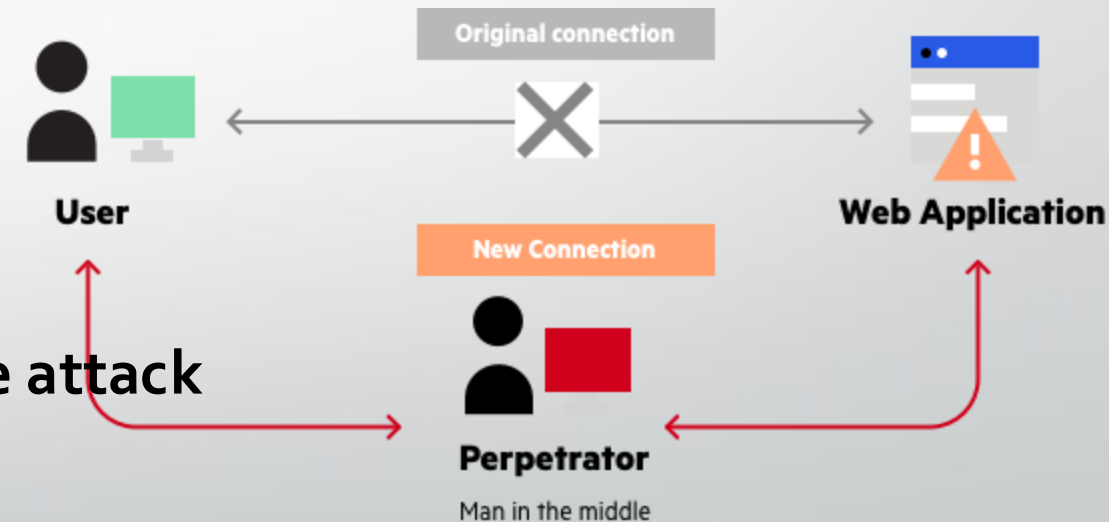 Original connection
User
Web Application
New Connection
e attack
Perpetrator
Man in the middle